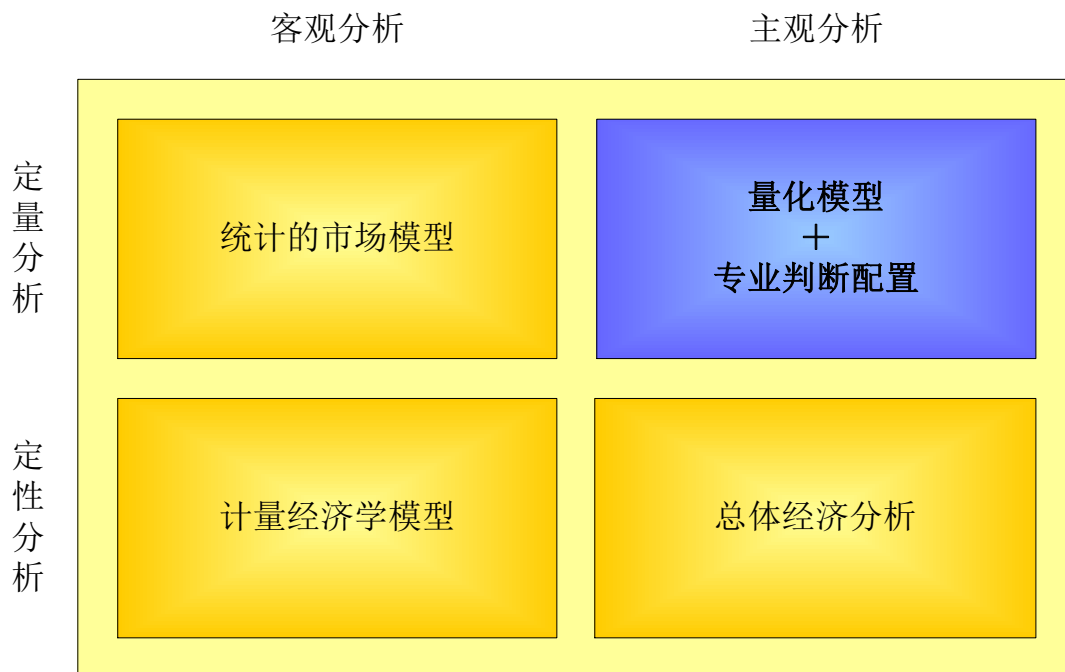 客观分析
主观分析
定量分析
统计的市场模型
量化模型
＋
专业判断配置
定性分析
计量经济学模型
总体经济分析